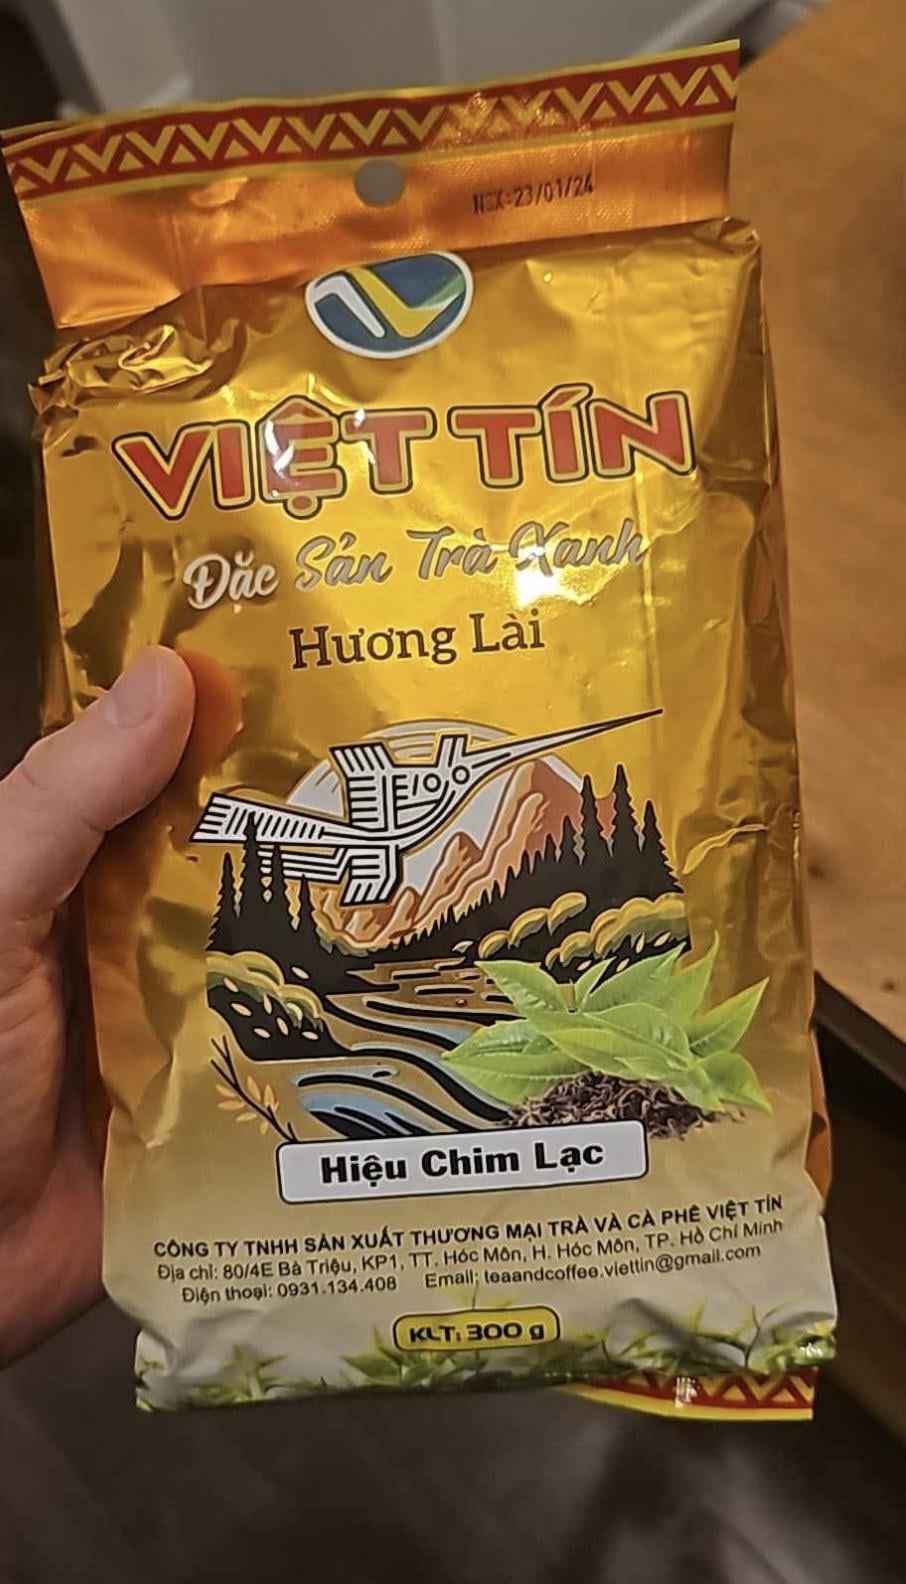 NSX:23/01/24
VIỆT TÍN
Đặc Sản Trà Xanh
Hương Lài
Hiệu Chim Lạc
CÔNG TY TNHH SẢN XUẤT THƯƠNG MẠI TRÀ VÀ CÀ PHÊ VIỆT TÍN
Địa chỉ: 80/4E Bà Triệu, KP1, TT. Hóc Môn, H. Hóc Môn, TP. Hồ Chí Minh
Điện thoại: 0931.134.408 Email: teaandcoffee.viettin@gmail.com
KLT: 300 g